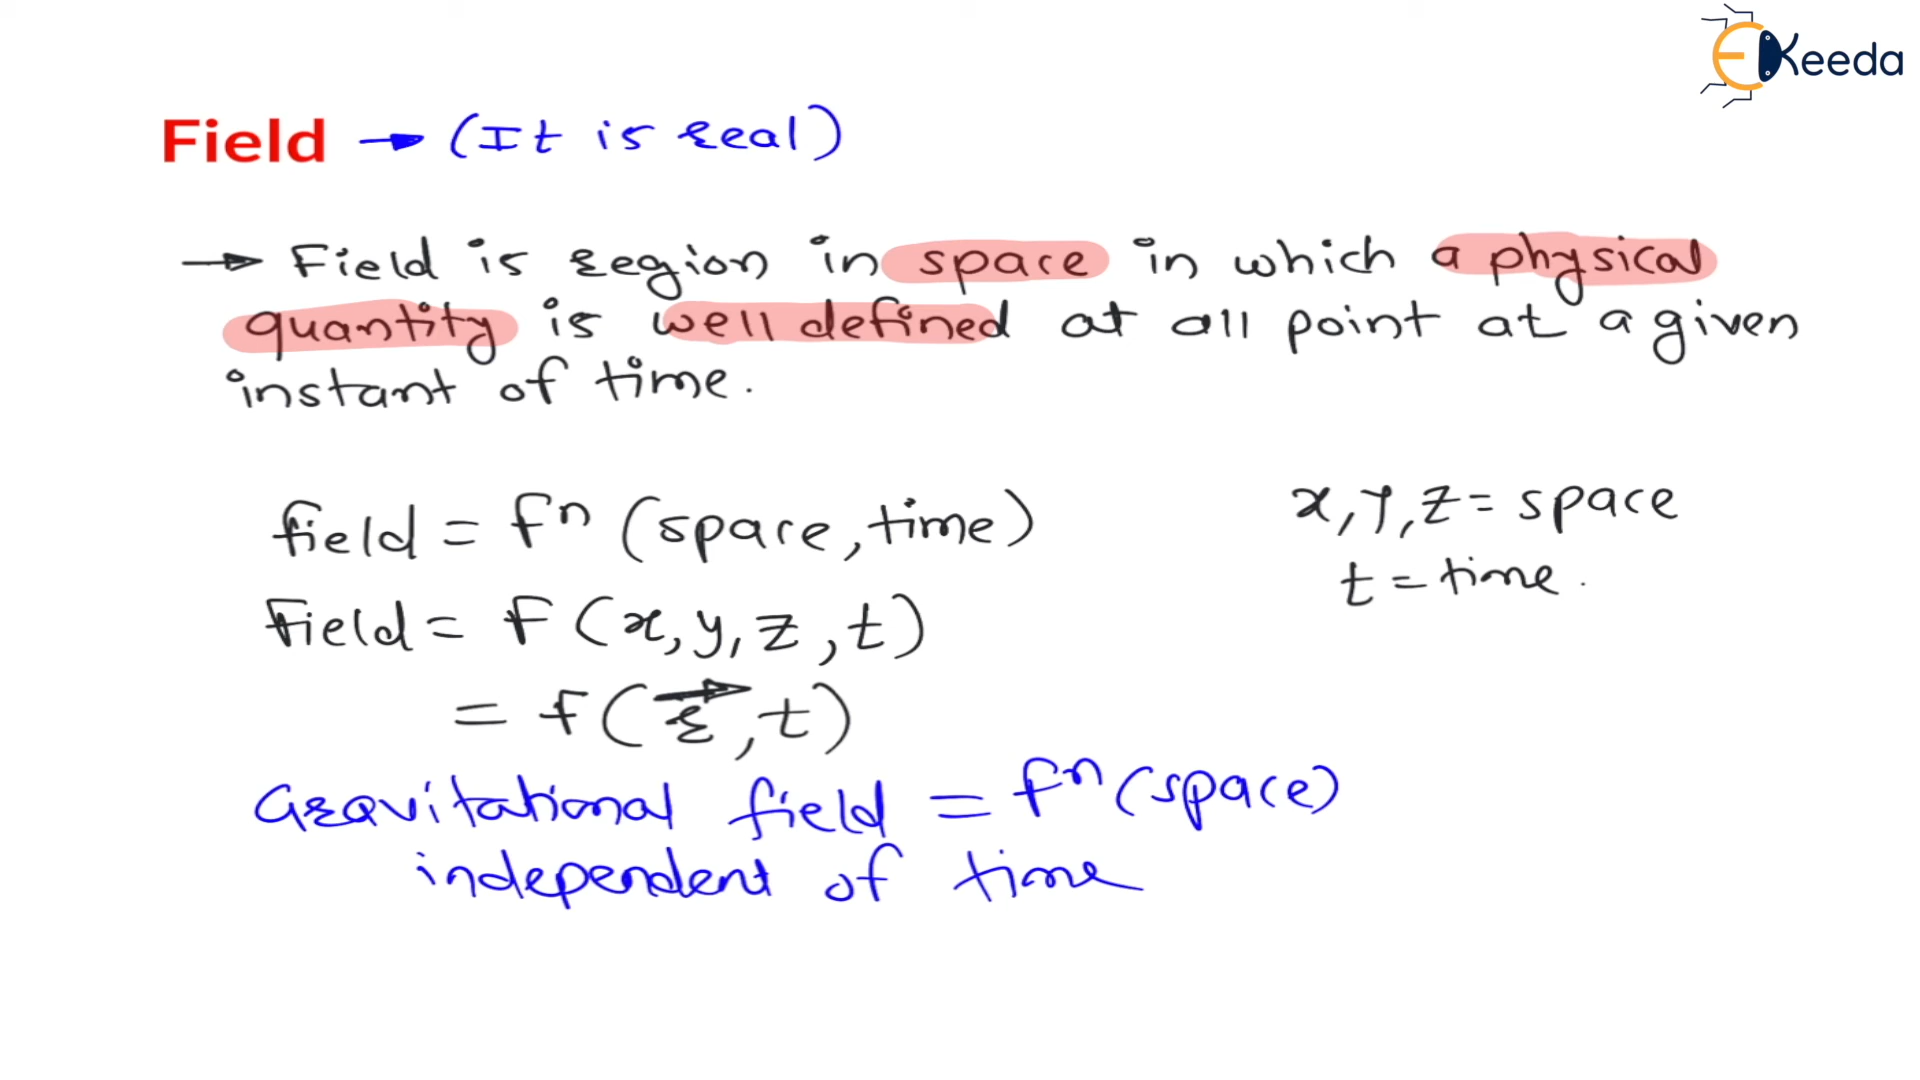 EKeeda
Field → (It is real)
→ Field is region in space in which a physical
quantity is well defined at all point at a given
instant of time.
field = fⁿ (space, time)
x, y, z = space
t = time.
Field = F (x, y, z, t)
= f (r⃗, t)
Gravitational field = fⁿ (space)
independent of time